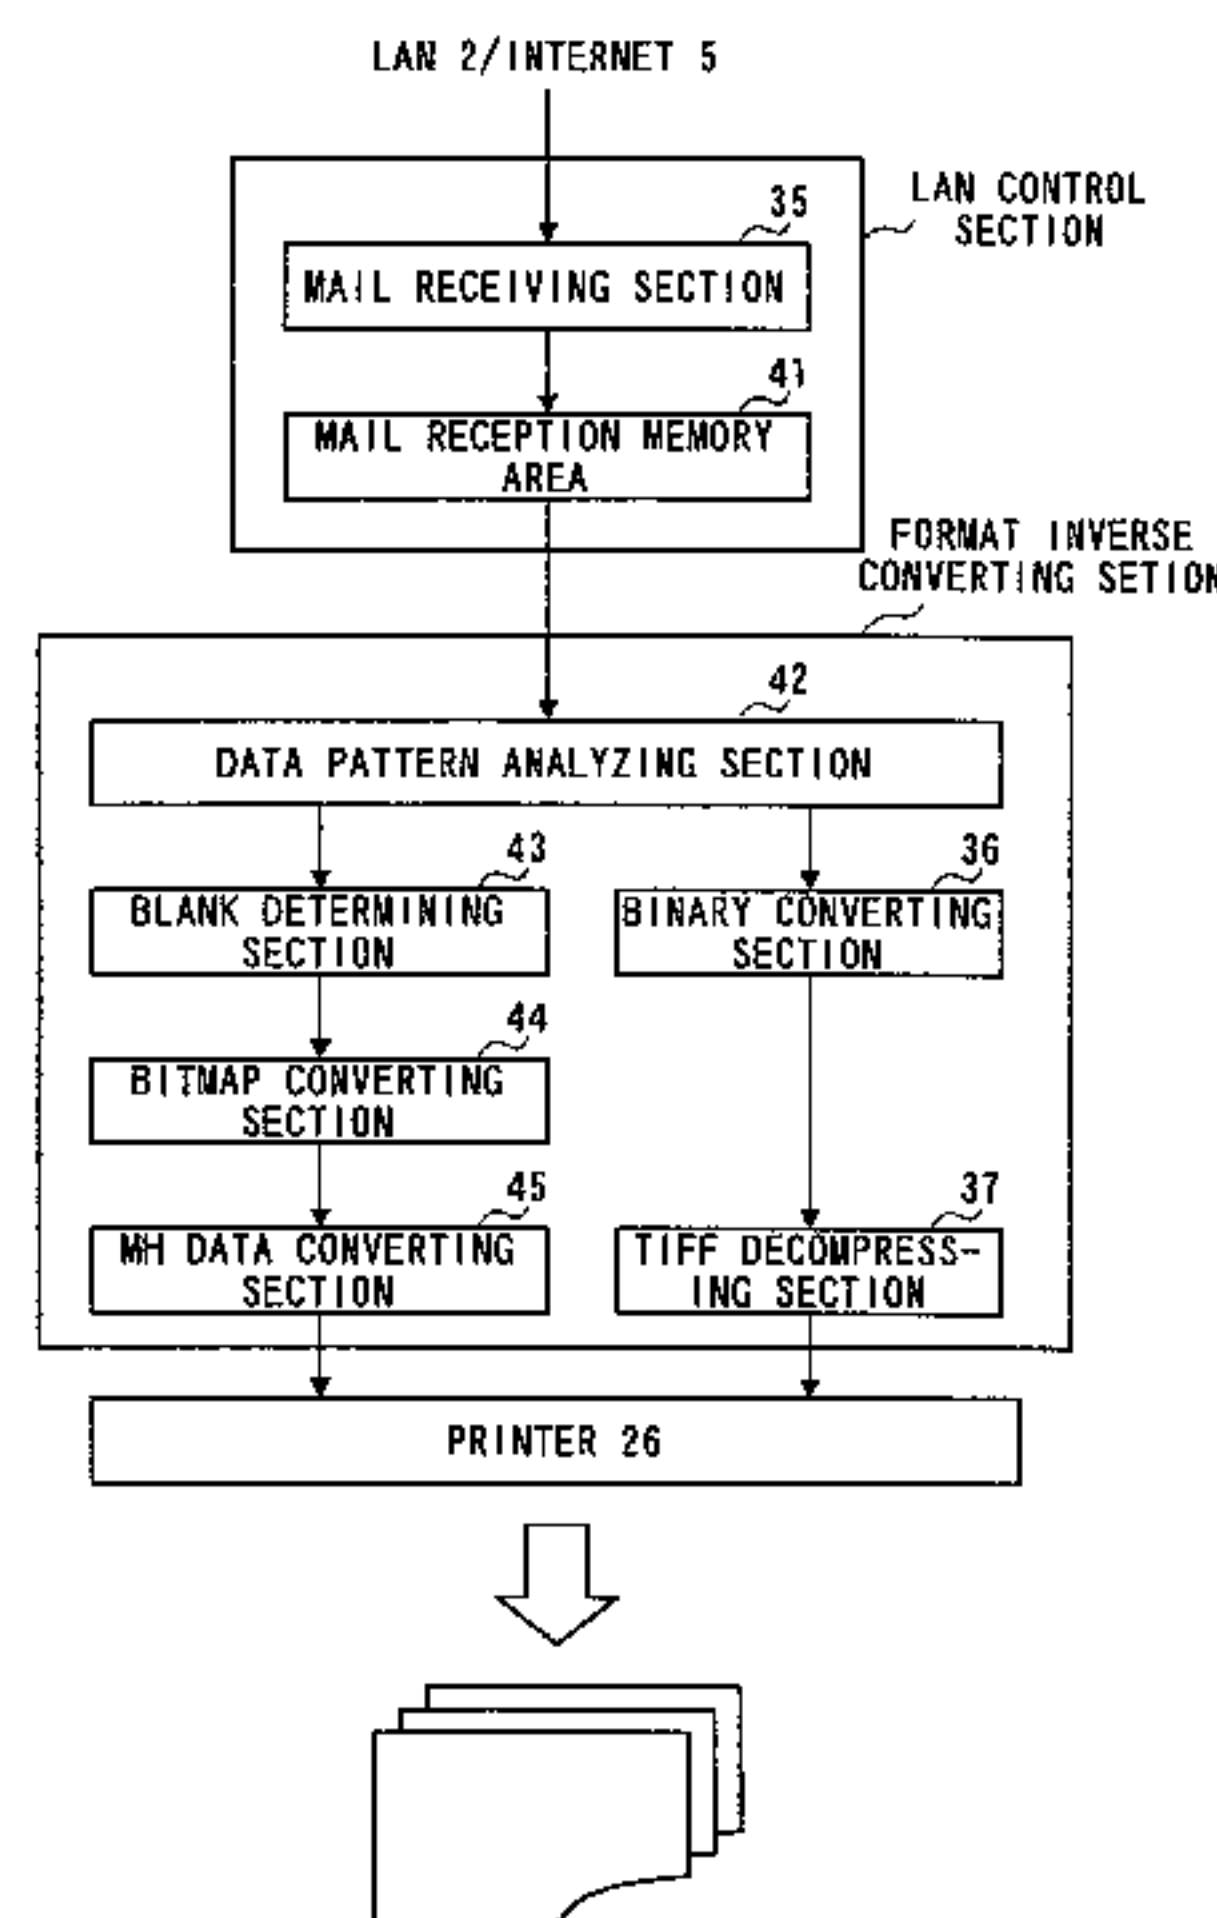 LAN 2/INTERNET 5
LAN CONTROL
SECTION
35
MAIL RECEIVING SECTION
41
MAIL RECEPTION MEMORY
AREA
FORMAT INVERSE
CONVERTING SETION
42
DATA PATTERN ANALYZING SECTION
43
BLANK DETERMINING
SECTION
36
BINARY CONVERTING
SECTION
44
BITMAP CONVERTING
SECTION
45
MH DATA CONVERTING
SECTION
37
TIFF DECOMPRESS-
ING SECTION
PRINTER 26